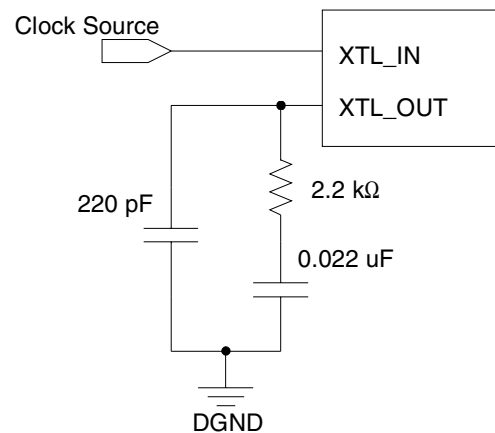 Clock Source
XTL_IN
XTL_OUT
2.2 kΩ
220 pF
0.022 uF
DGND